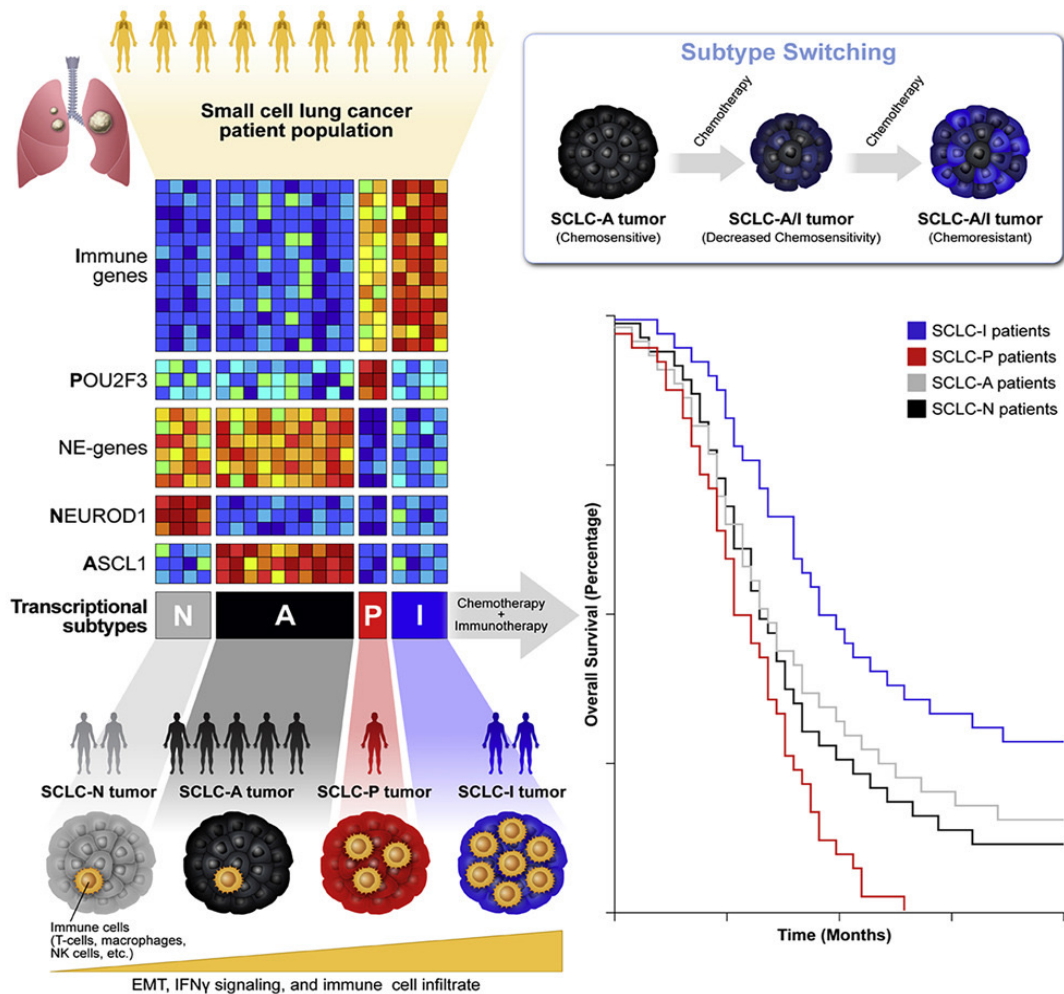 Small cell lung cancer
patient population
Immune
genes
POU2F3
NE-genes
NEUROD1
ASCL1
Transcriptional
subtypes
N
A
P
I
Chemotherapy
+
Immunotherapy
SCLC-N tumor
SCLC-A tumor
SCLC-P tumor
SCLC-I tumor
Immune cells
(T-cells, macrophages,
NK cells, etc.)
EMT, IFNγ signaling, and immune cell infiltrate
Subtype Switching
Chemotherapy
Chemotherapy
SCLC-A tumor
(Chemosensitive)
SCLC-A/I tumor
(Decreased Chemosensitivity)
SCLC-A/I tumor
(Chemoresistant)
SCLC-I patients
SCLC-P patients
SCLC-A patients
SCLC-N patients
Overall Survival (Percentage)
Time (Months)